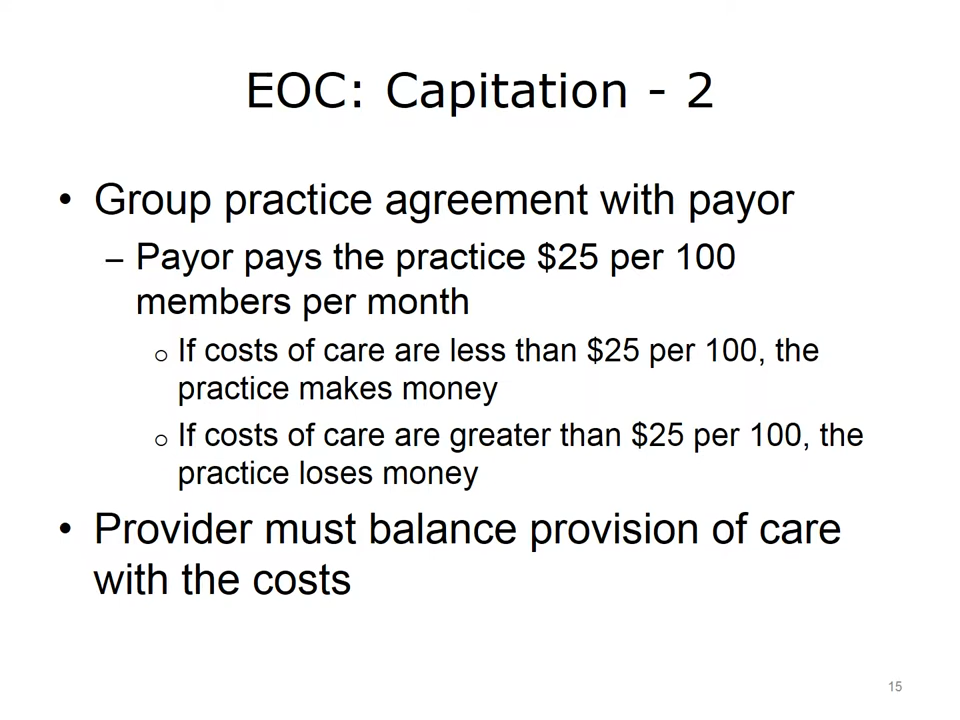 EOC: Capitation - 2
• Group practice agreement with payor
– Payor pays the practice $25 per 100
members per month
o If costs of care are less than $25 per 100, the
practice makes money
o If costs of care are greater than $25 per 100, the
practice loses money
• Provider must balance provision of care
with the costs
15